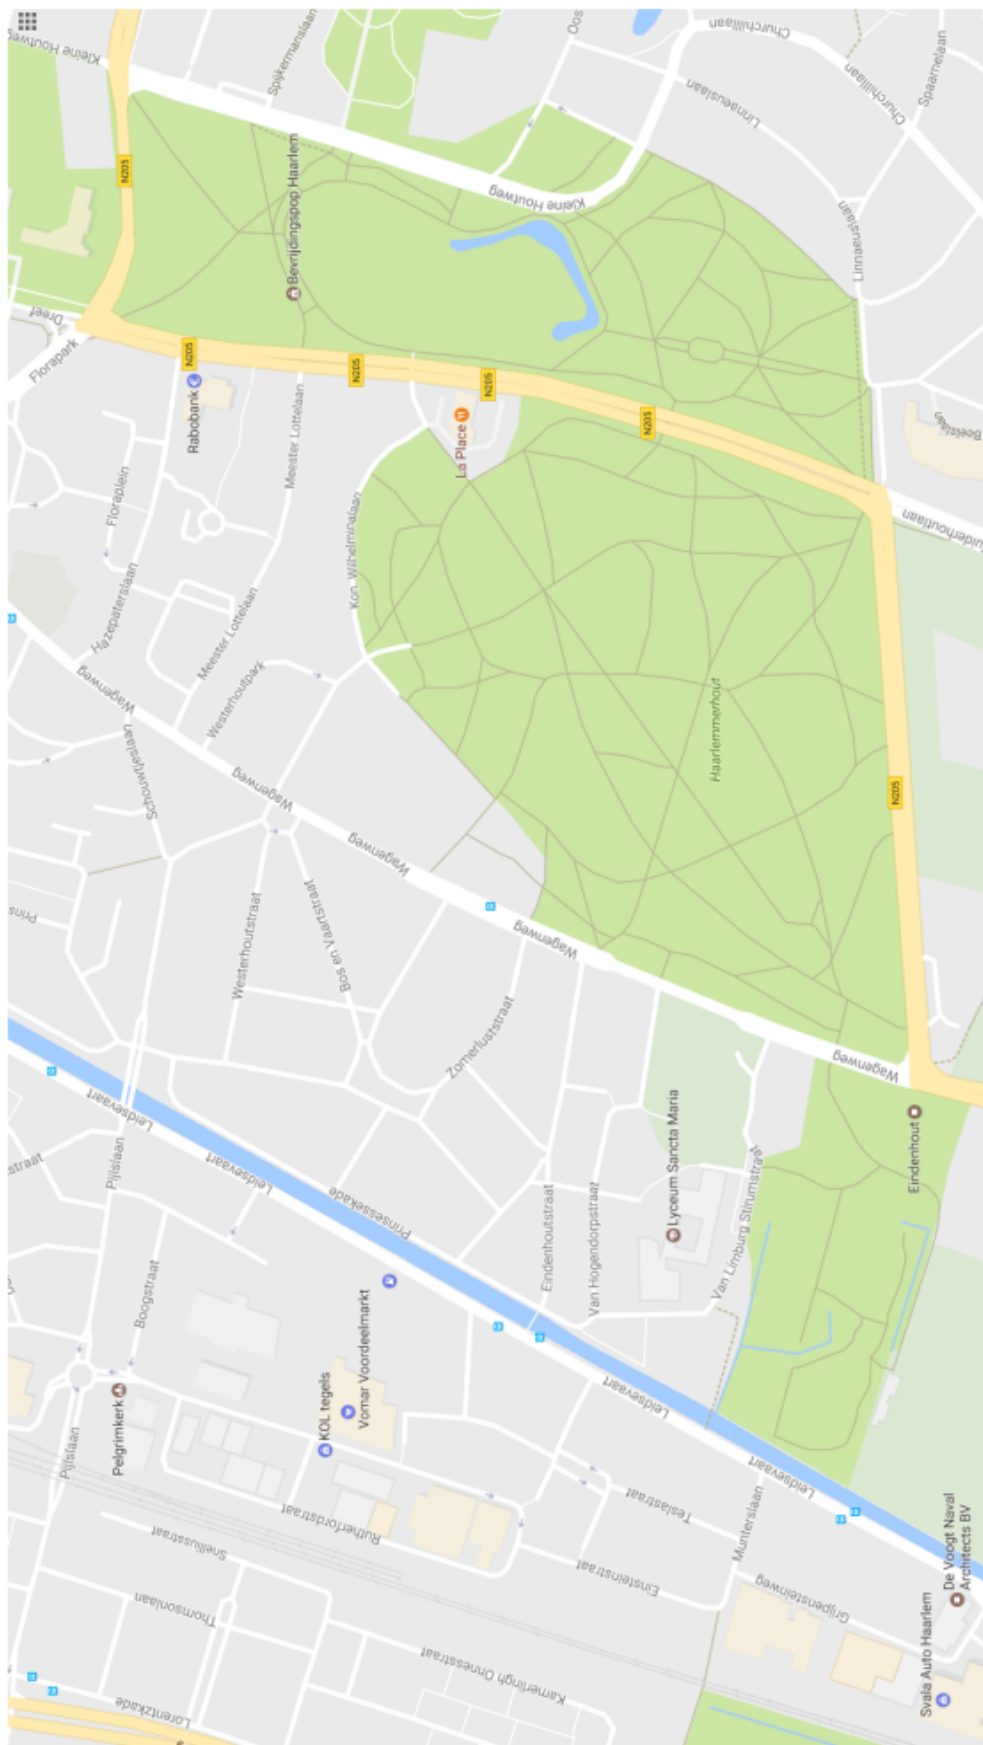 Kleine Houtweg
Spijkermanslaan
Oos
Churchilllaan
Churchilllaan
Linnaeuslaan
Spaarnelaan
N205
Bevrijdingspop Haarlem
Kleine Houtweg
Linnaeuslaan
Dreef
Florapark
N205
N205
N205
N205
Rabobank
La Place
Meester Lottelaan
Beelslaan
Floraplein
Zuiderhoutlaan
Kon. Wilhelminalaan
Hazepaterslaan
Meester Lottelaan
Westerhoutpark
Wagenweg
Haarlemmerhout
Schouwtjeslaan
Wagenweg
N205
Wagenweg
Prins
Westerhoutstraat
Bos en Vaartstraat
Wagenweg
Zomerluststraat
Wagenweg
Leidsevaart
Pijlslaan
straat
Leidsevaart
Prinsessekade
Eindenhoutstraat
Van Hogendorpstraat
Lyceum Sancta Maria
Van Limburg Stirumstraat
Eindenhout
Boogstraat
Vomar Voordeelmarkt
KOL tegels
Pelgrimkerk
Pijlslaan
Leidsevaart
Leidsevaart
Rutherfordstraat
Teslastraat
Munterslaan
Snelliusstraat
Einsteinstraat
Grijpensteinweg
De Voogt Naval
Architects BV
Thomsonlaan
Kamerlingh Onnesstraat
Svala Auto Haarlem
Lorentzkade